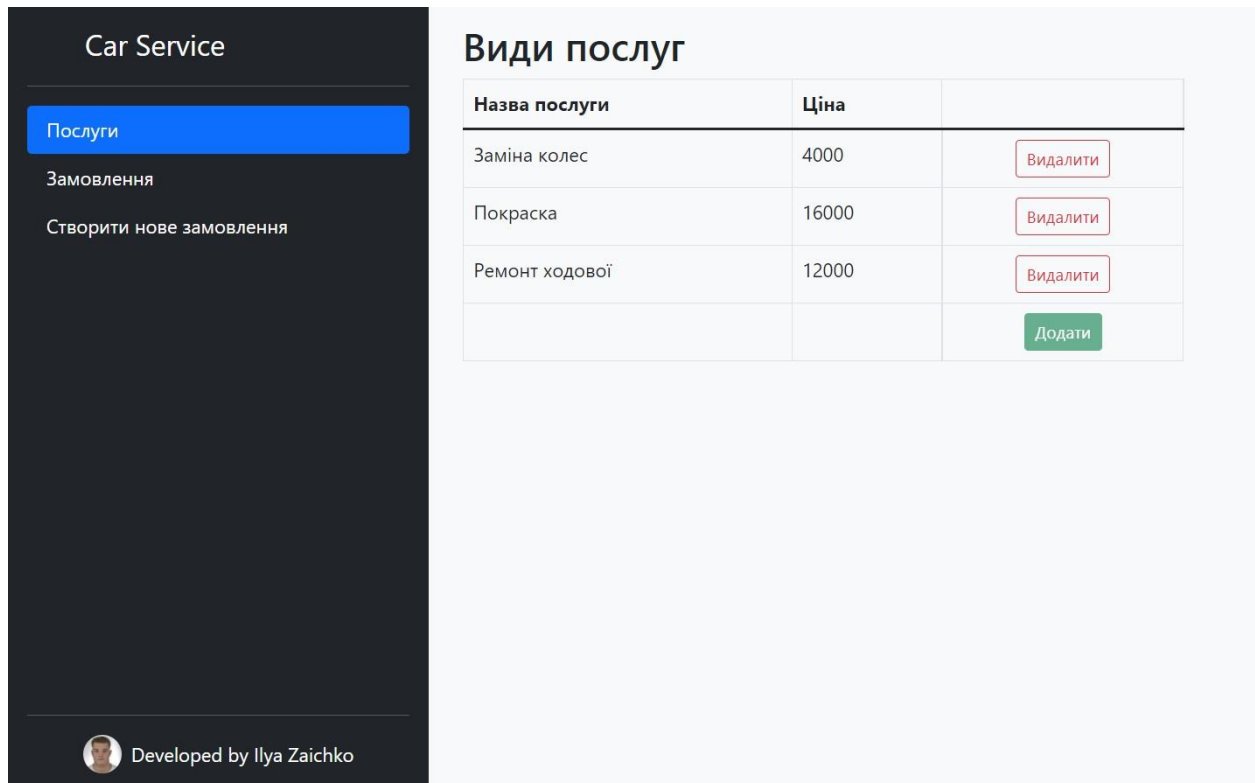 Car Service
Послуги
Замовлення
Створити нове замовлення
Developed by Ilya Zaichko
Види послуг
Назва послуги Ціна
Заміна колес 4000 Видалити
Покраска 16000 Видалити
Ремонт ходової 12000 Видалити
Додати